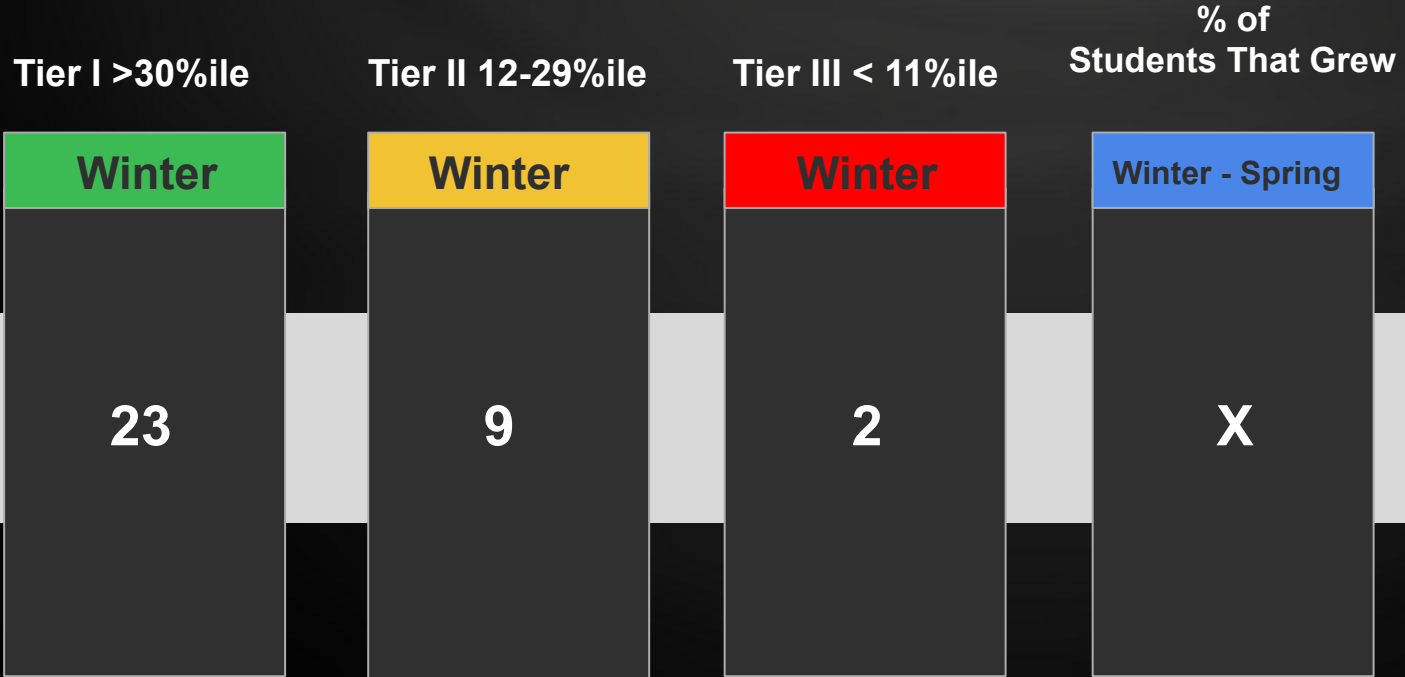 Tier I >30%ile
Tier II 12-29%ile
Tier III < 11%ile
% of
Students That Grew
Winter
Winter
Winter
Winter - Spring
23
9
2
X